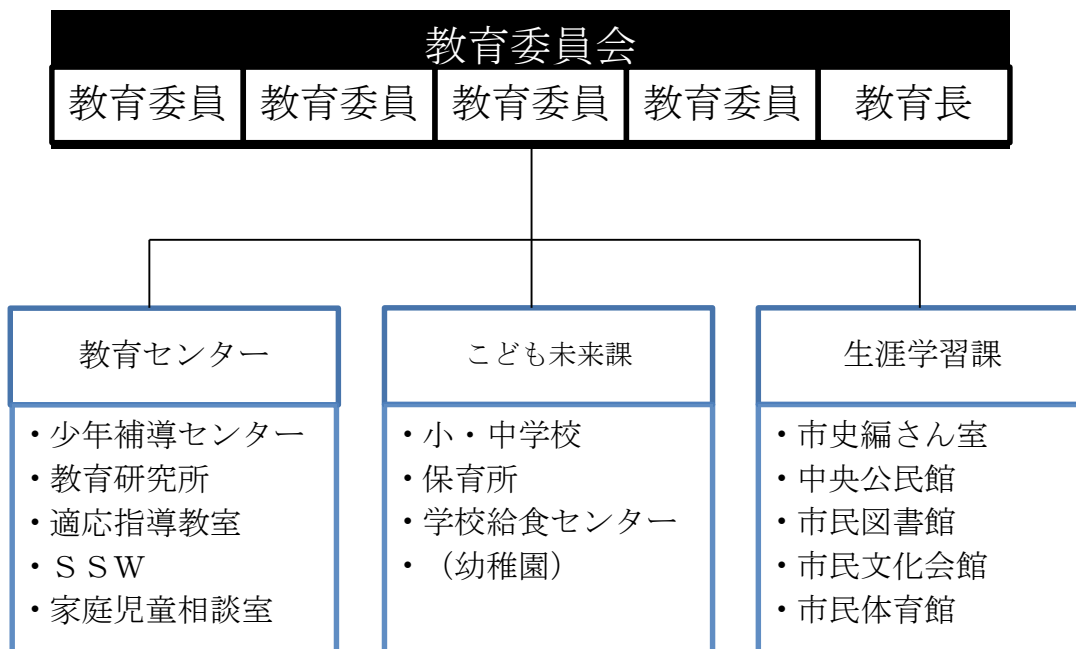 教育委員会
教育委員 教育委員 教育委員 教育委員 教育長
教育センター
・少年補導センター
・教育研究所
・適応指導教室
・ＳＳＷ
・家庭児童相談室
こども未来課
・小・中学校
・保育所
・学校給食センター
・（幼稚園）
生涯学習課
・市史編さん室
・中央公民館
・市民図書館
・市民文化会館
・市民体育館